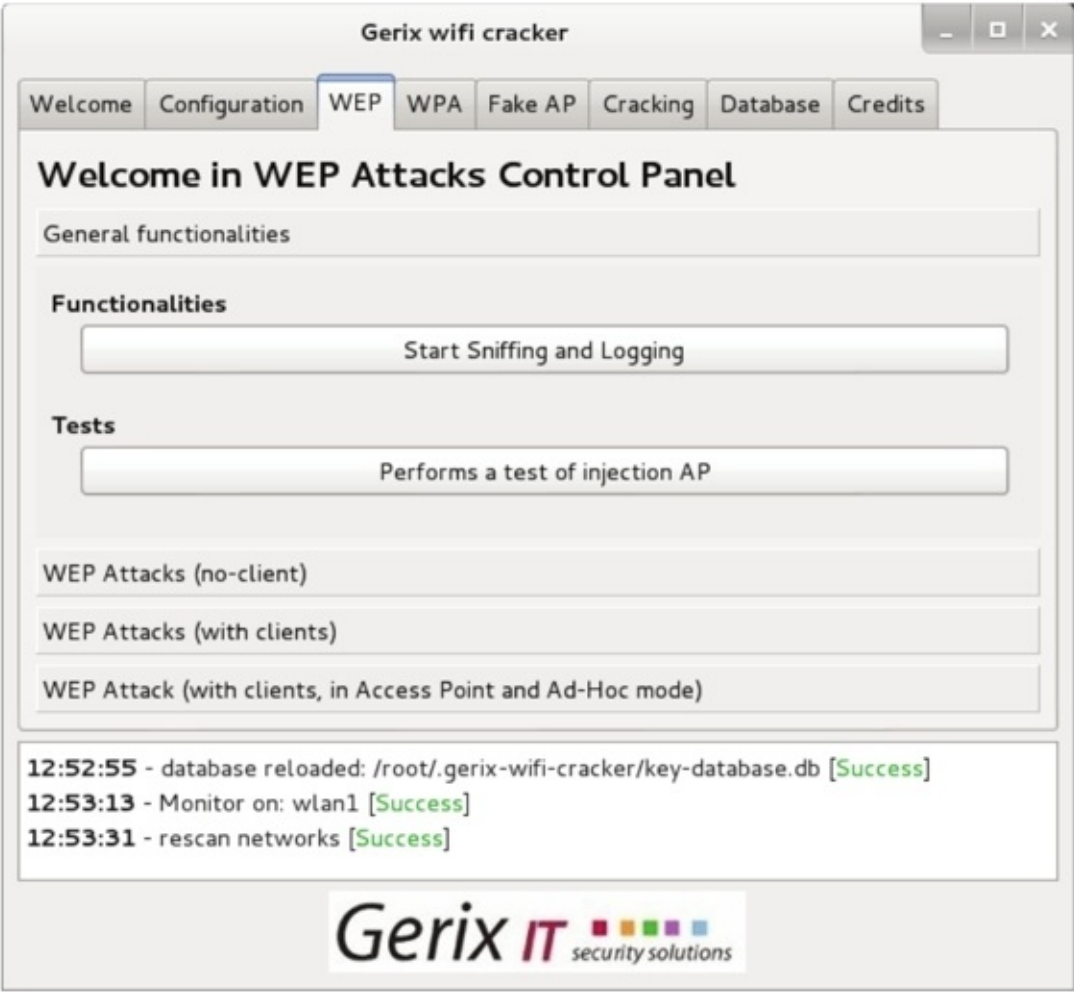 Gerix wifi cracker
Welcome Configuration WEP WPA Fake AP Cracking Database Credits
Welcome in WEP Attacks Control Panel
General functionalities
Functionalities
Start Sniffing and Logging
Tests
Performs a test of injection AP
WEP Attacks (no-client)
WEP Attacks (with clients)
WEP Attack (with clients, in Access Point and Ad-Hoc mode)
12:52:55 - database reloaded: /root/.gerix-wifi-cracker/key-database.db [Success]
12:53:13 - Monitor on: wlan1 [Success]
12:53:31 - rescan networks [Success]
Gerix IT security solutions